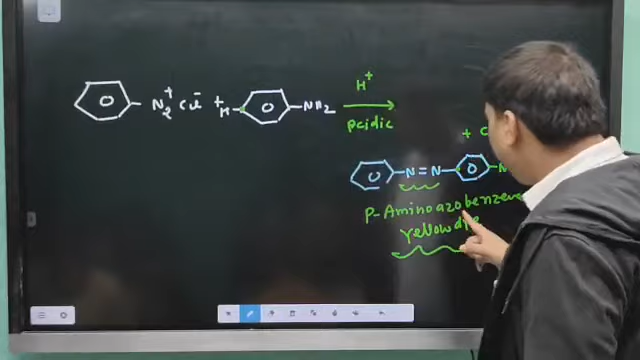 N₂⁺Cl⁻ + H NH₂
H⁺
Acidic
N=N
P-Aminoazobenzene
yellow dye